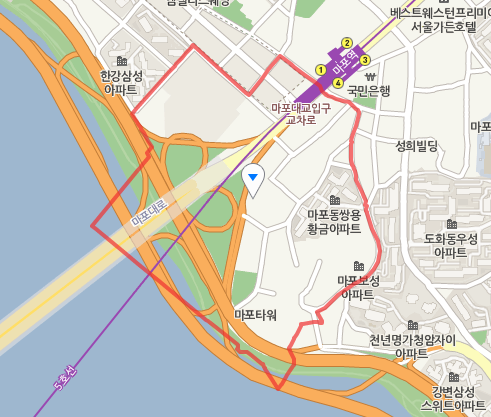 베스트웨스턴프리미어
서울가든호텔
한강삼성
아파트
1
2
3
4
마포역
국민은행
마포대교입구
교차로
성희빌딩
마포대로
마포동쌍용
황금아파트
도화동우성
아파트
마포보성
아파트
마포타워
천년명가청암자이
아파트
강변삼성
스위트아파트
5호선